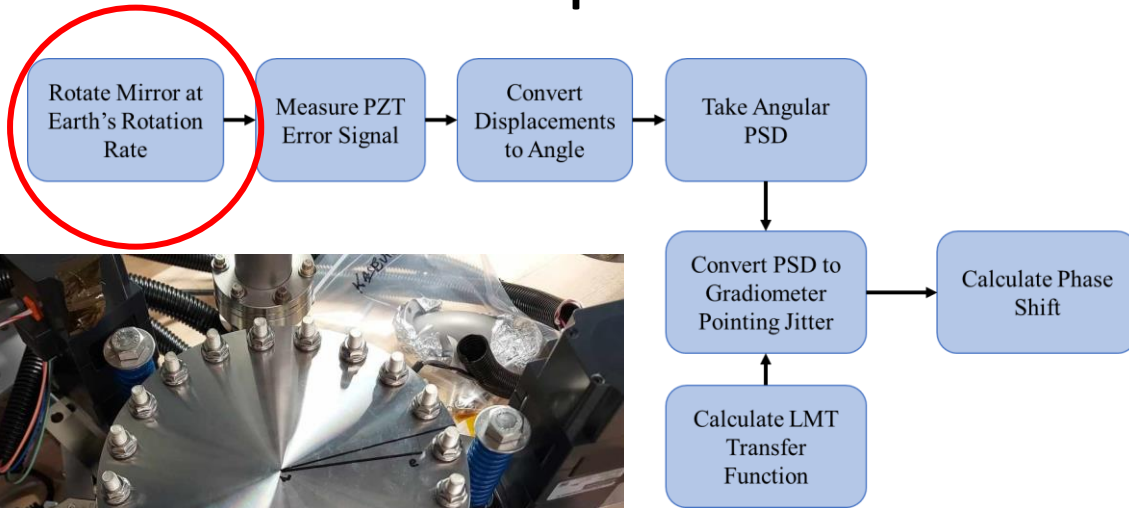 Rotate Mirror at
Earth's Rotation
Rate
Measure PZT
Error Signal
Convert
Displacements
to Angle
Take Angular
PSD
Convert PSD to
Gradiometer
Pointing Jitter
Calculate Phase
Shift
Calculate LMT
Transfer
Function